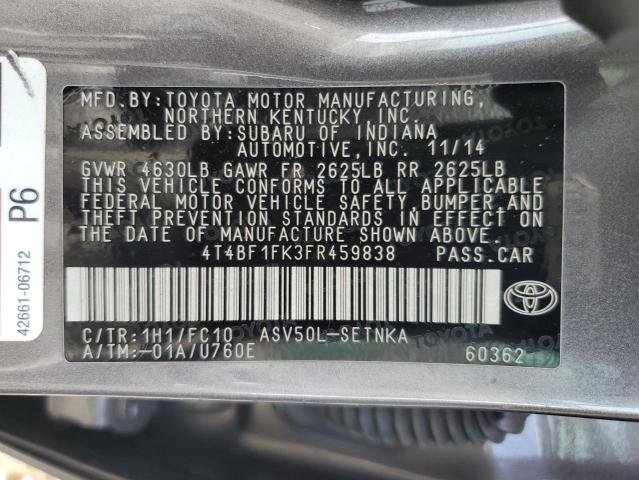 MFD.BY:TOYOTA MOTOR MANUFACTURING,
NORTHERN KENTUCKY INC.
ASSEMBLED BY:SUBARU OF INDIANA
AUTOMOTIVE, INC. 11/14
GVWR 4630LB GAWR FR 2625LB RR 2625LB
THIS VEHICLE CONFORMS TO ALL APPLICABLE
FEDERAL MOTOR VEHICLE SAFETY, BUMPER AND
THEFT PREVENTION STANDARDS IN EFFECT ON
THE DATE OF MANUFACTURE SHOWN ABOVE.
4T4BF1FK3FR459838 PASS.CAR
C/TR:1H1/FC10 ASV50L-SETNKA
A/TM:-01A/U760E 60362
P6
42661-06712